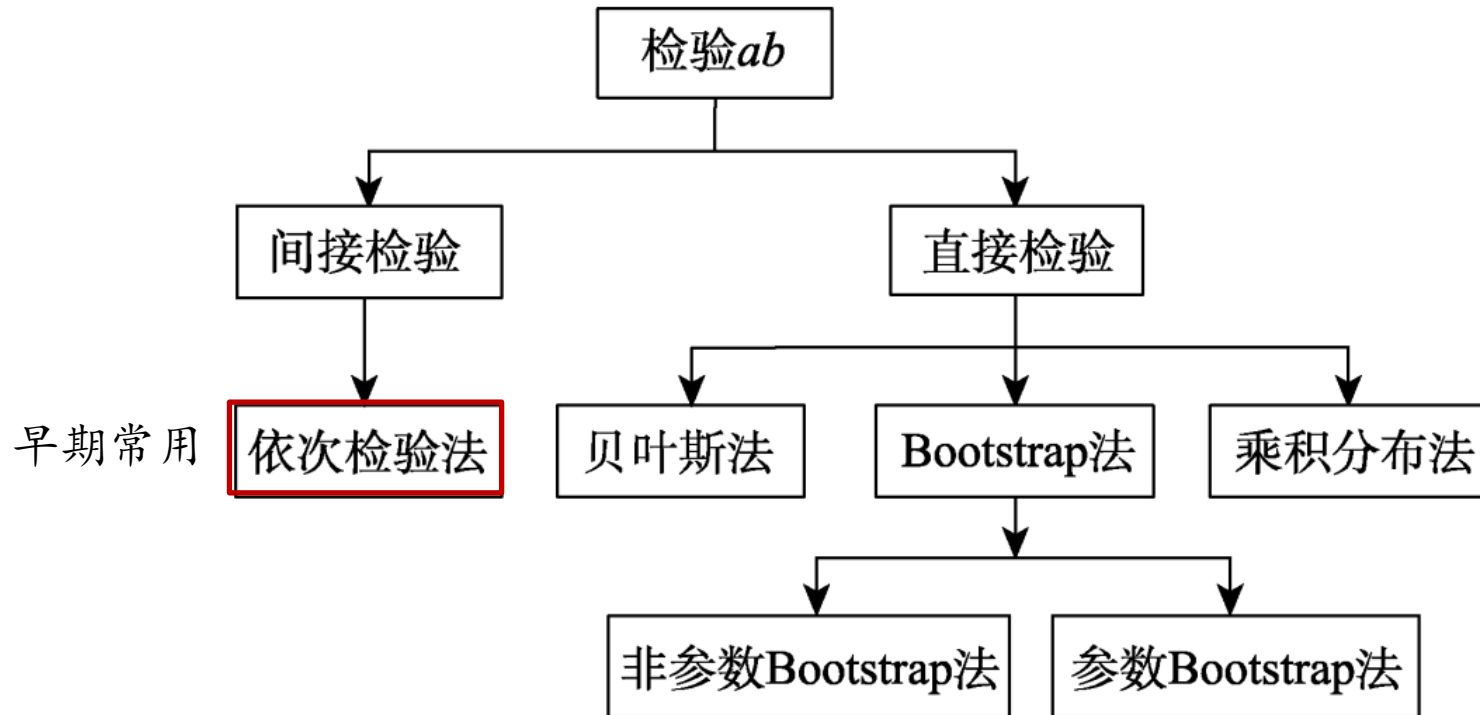 检验ab
间接检验
直接检验
早期常用
依次检验法
贝叶斯法
Bootstrap法
乘积分布法
非参数Bootstrap法
参数Bootstrap法